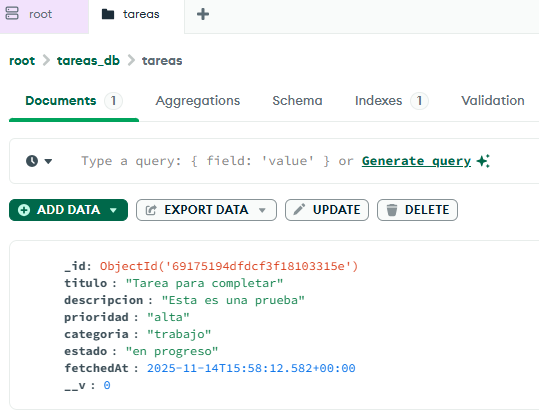 root tareas
root > tareas_db > tareas
Documents 1 Aggregations Schema Indexes 1 Validation
Type a query: { field: 'value' } or Generate query
ADD DATA EXPORT DATA UPDATE DELETE
_id: ObjectId('69175194dfdcf3f18103315e')
titulo : "Tarea para completar"
descripcion : "Esta es una prueba"
prioridad : "alta"
categoria : "trabajo"
estado : "en progreso"
fetchedAt : 2025-11-14T15:58:12.582+00:00
__v : 0